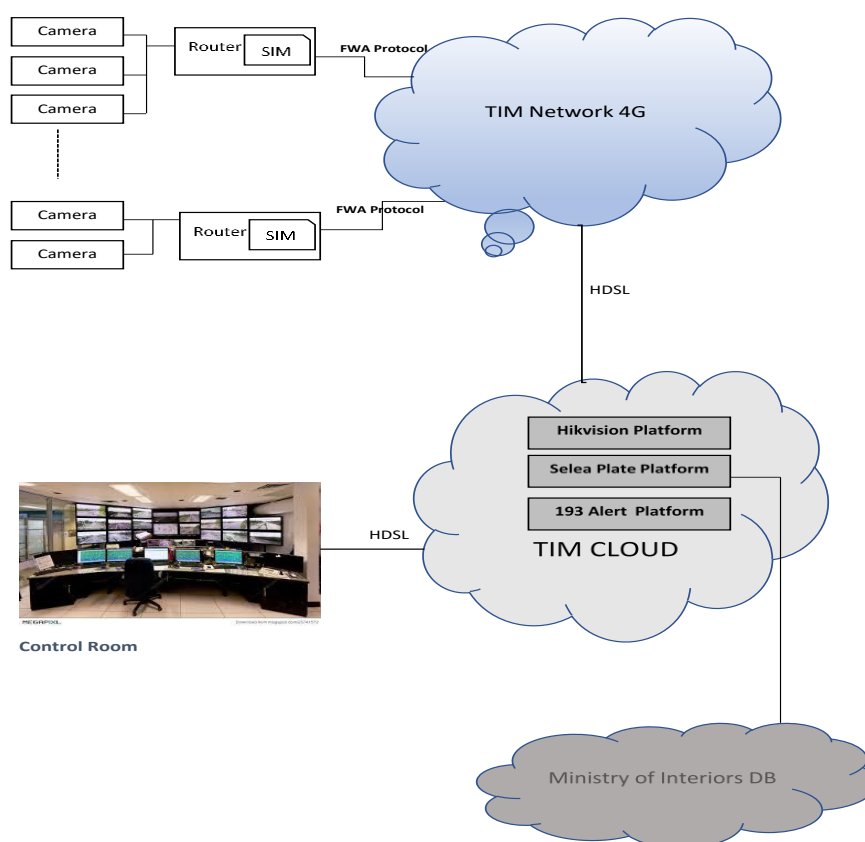 Camera
Router
SIM
FWA Protocol
Camera
Camera
TIM Network 4G
Camera
Router
SIM
FWA Protocol
Camera
HDSL
Hikvision Platform
Selea Plate Platform
193 Alert Platform
HDSL
TIM CLOUD
MEGAPIXL
Control Room
Ministry of Interiors DB